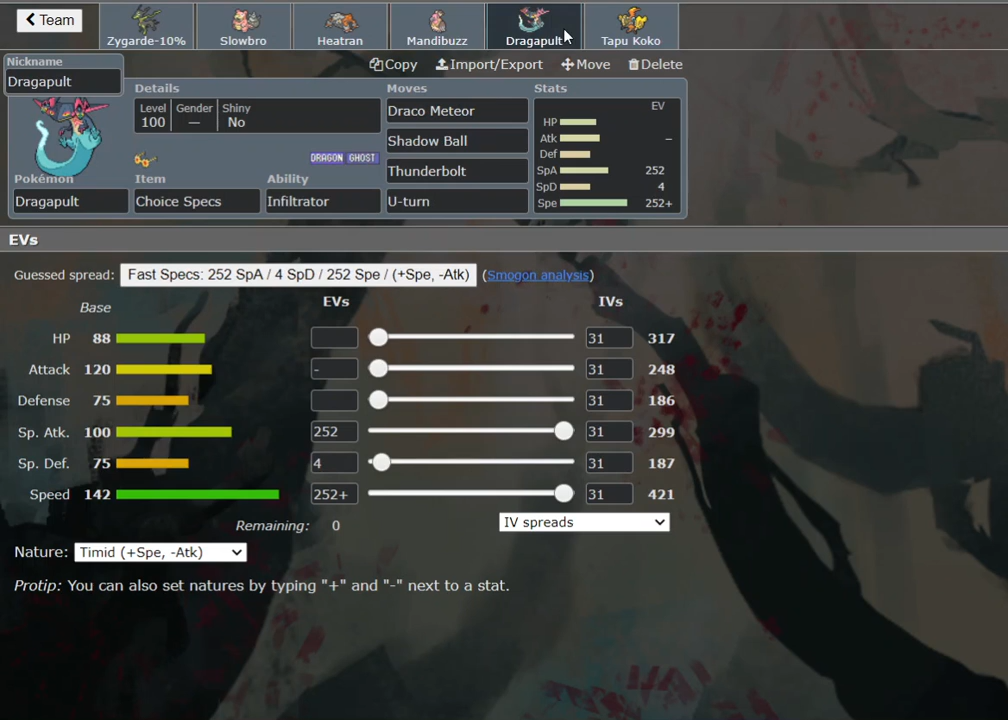 Team
Zygarde-10% Slowbro Heatran Mandibuzz Dragapult Tapu Koko
Copy Import/Export Move Delete
Nickname
Dragapult
Details
Level Gender Shiny
100 — No
DRAGON GHOST
Pokémon Item Ability
Dragapult Choice Specs Infiltrator
Moves
Draco Meteor
Shadow Ball
Thunderbolt
U-turn
Stats
EV
HP
Atk –
Def
SpA 252
SpD 4
Spe 252+
EVs
Guessed spread: Fast Specs: 252 SpA / 4 SpD / 252 Spe / (+Spe, -Atk) (Smogon analysis)
Base EVs IVs
HP 88 31 317
Attack 120 - 31 248
Defense 75 31 186
Sp. Atk. 100 252 31 299
Sp. Def. 75 4 31 187
Speed 142 252+ 31 421
Remaining: 0 IV spreads
Nature: Timid (+Spe, -Atk)
Protip: You can also set natures by typing "+" and "-" next to a stat.